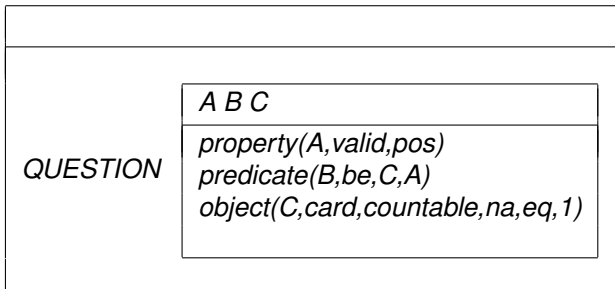 A B C
property(A,valid,pos)
QUESTION predicate(B,be,C,A)
object(C,card,countable,na,eq,1)